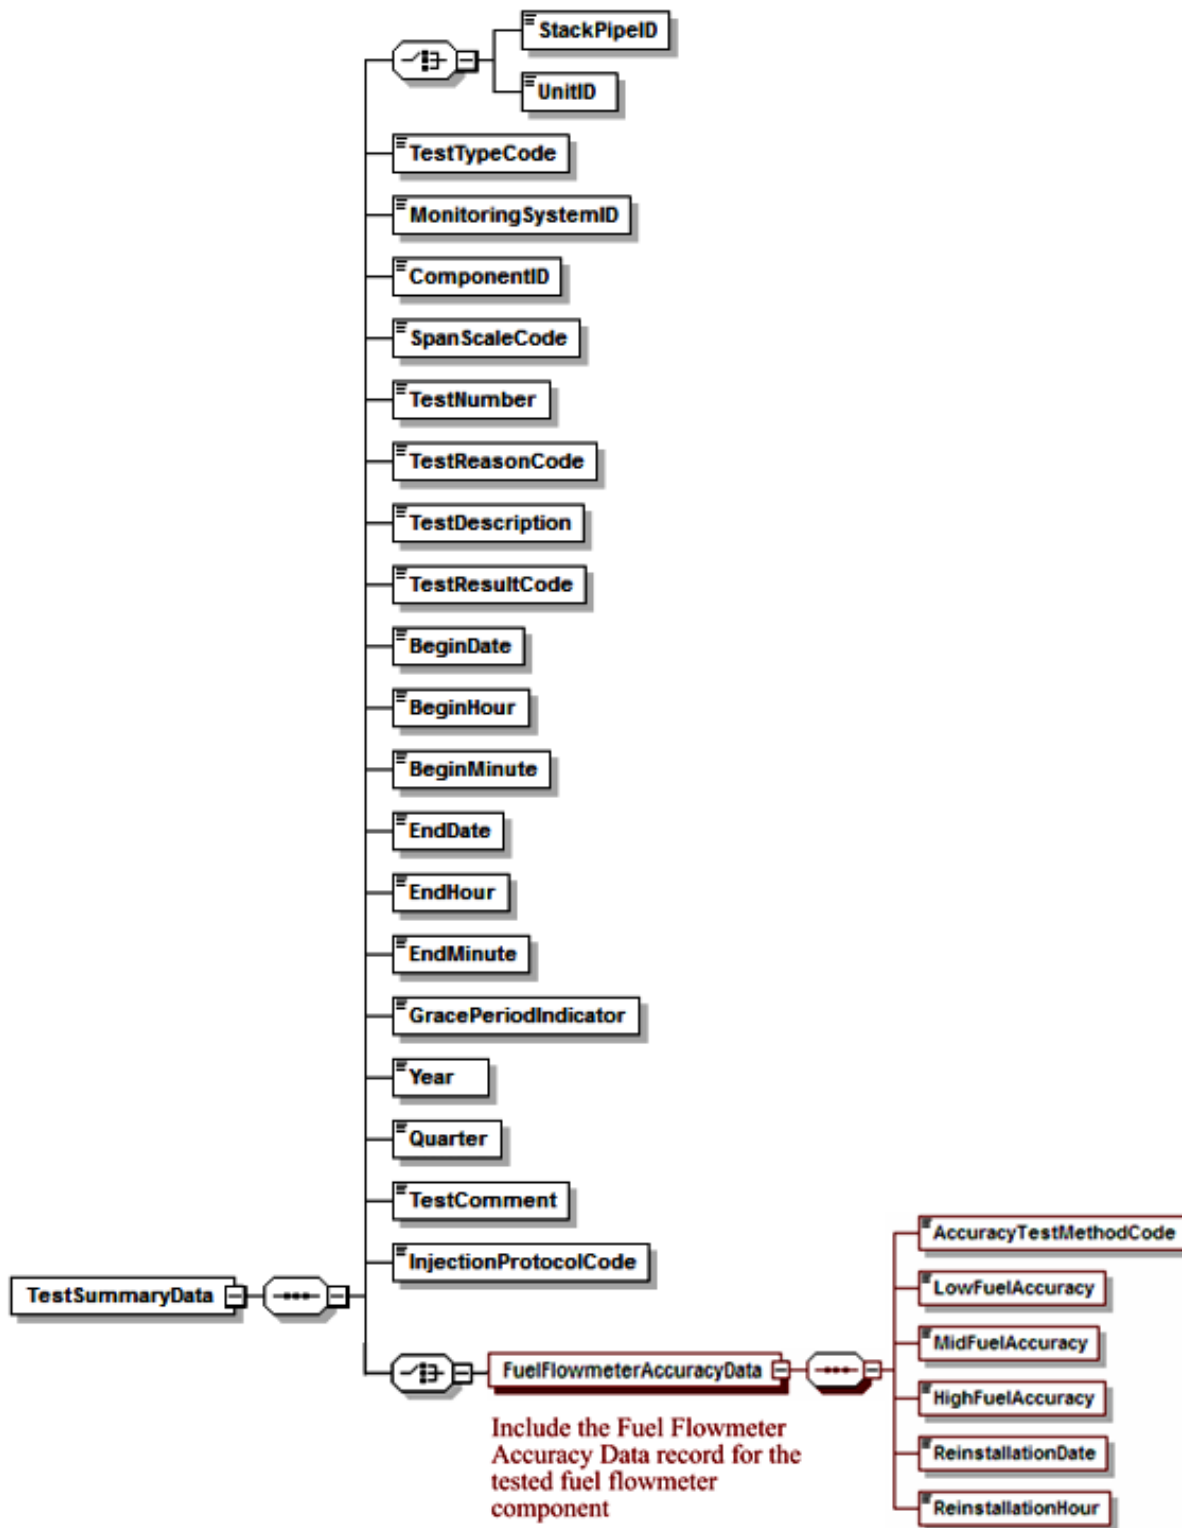 StackPipeID
UnitID
TestTypeCode
MonitoringSystemID
ComponentID
SpanScaleCode
TestNumber
TestReasonCode
TestDescription
TestResultCode
BeginDate
BeginHour
BeginMinute
EndDate
EndHour
EndMinute
GracePeriodIndicator
Year
Quarter
TestComment
InjectionProtocolCode
TestSummaryData
FuelFlowmeterAccuracyData
Include the Fuel Flowmeter
Accuracy Data record for the
tested fuel flowmeter
component
AccuracyTestMethodCode
LowFuelAccuracy
MidFuelAccuracy
HighFuelAccuracy
ReinstallationDate
ReinstallationHour